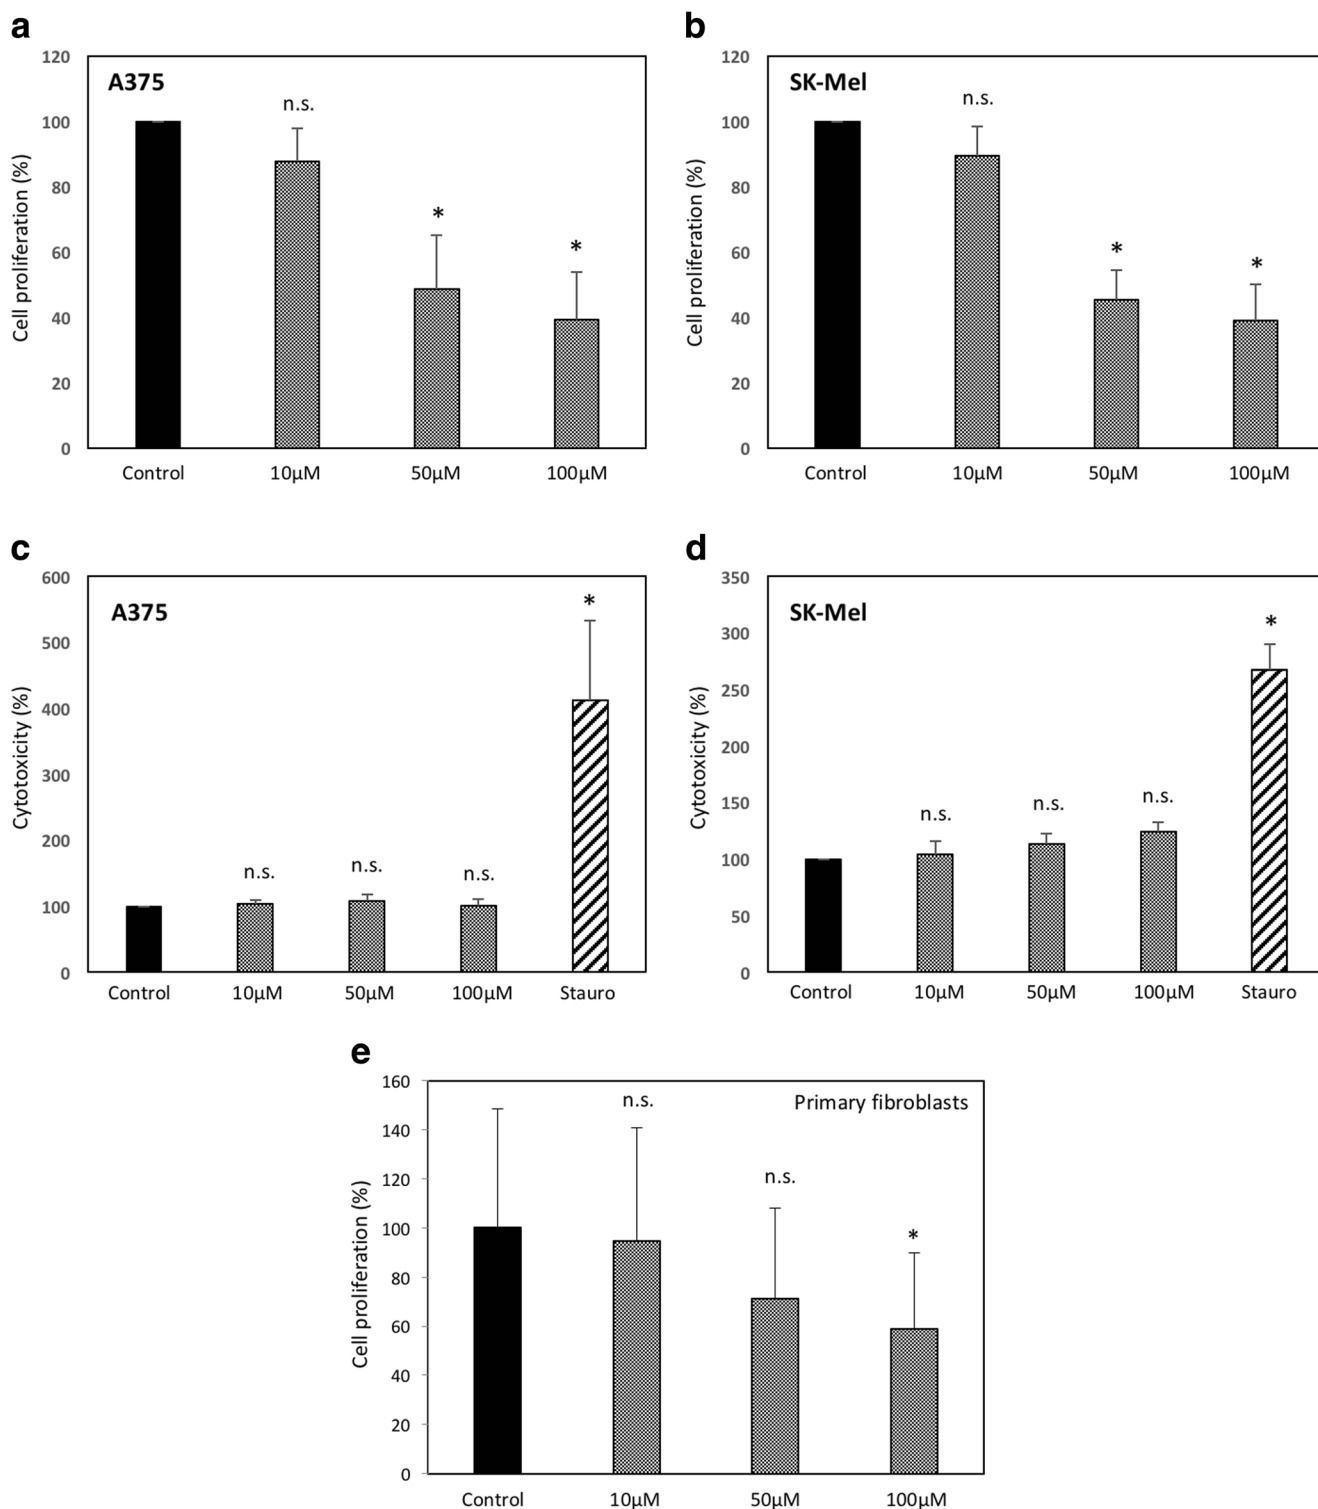 a
120
100
80
60
40
20
0
Cell proliferation (%)
A375
n.s.
*
*
Control 10µM 50µM 100µM
b
120
100
80
60
40
20
0
Cell proliferation (%)
SK-Mel
n.s.
*
*
Control 10µM 50µM 100µM
c
600
500
400
300
200
100
0
Cytotoxicity (%)
A375
n.s.
n.s.
n.s.
*
Control 10µM 50µM 100µM Stauro
d
350
300
250
200
150
100
50
0
Cytotoxicity (%)
SK-Mel
n.s.
n.s.
n.s.
*
Control 10µM 50µM 100µM Stauro
e
160
140
120
100
80
60
40
20
0
Cell proliferation (%)
Primary fibroblasts
n.s.
n.s.
*
Control 10µM 50µM 100µM